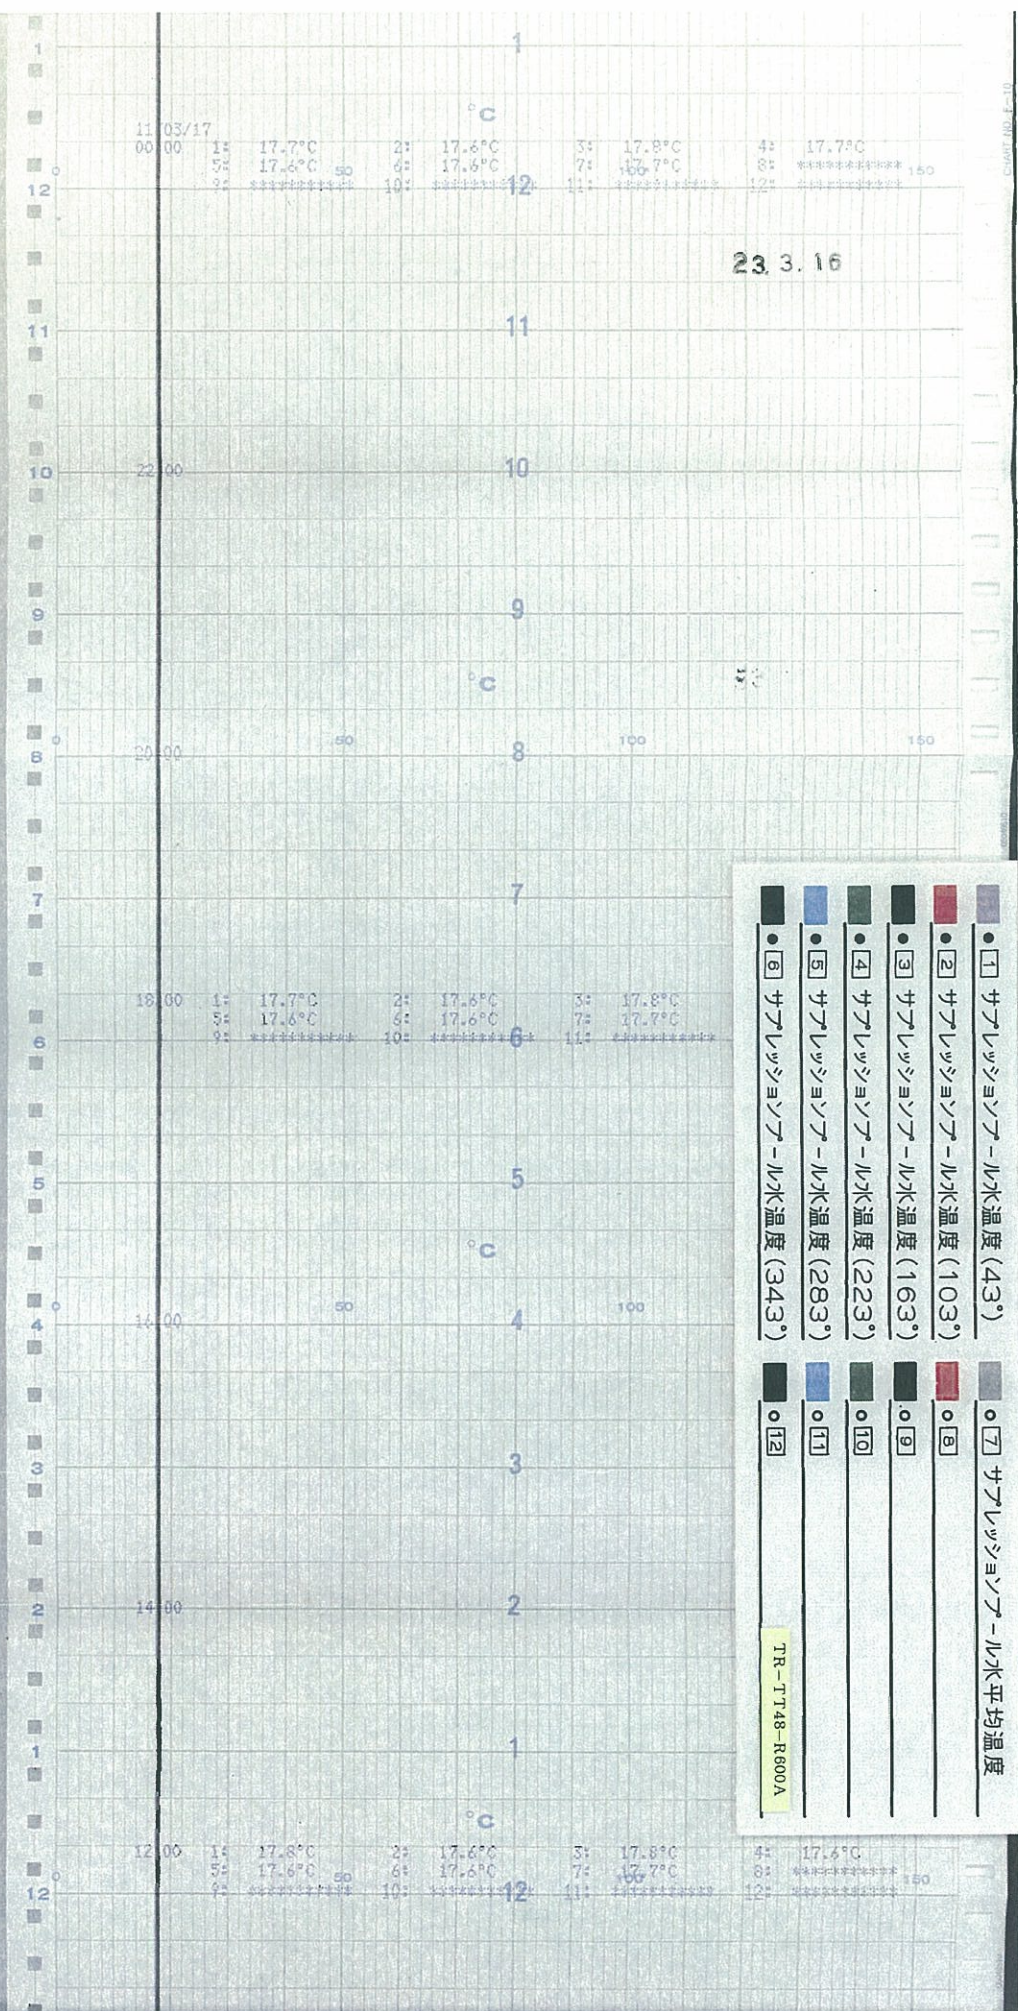 1
1
CHART NO. E-10
°C
11/03/17
00:00 1: 17.7°C 2: 17.6°C 3: 17.8°C 4: 17.7°C
5: 17.6°C 6: 17.6°C 7: 17.7°C 8: ***********
0 50 100 150
12 9: *********** 10: *********** 12 11: *********** 12: ***********
23. 3. 16
11 11
10 22:00 10
9 9
°C
0 50 100 150
8 20:00 8
7 7
18:00 1: 17.7°C 2: 17.6°C 3: 17.8°C
5: 17.6°C 6: 17.6°C 7: 17.7°C
6 9: *********** 10: *********** 6 11: ***********
5 5
°C
0 50 100
4 16:00 4
3 3
2 14:00 2
1 1
°C
12:00 1: 17.8°C 2: 17.6°C 3: 17.8°C 4: 17.6°C
5: 17.6°C 6: 17.6°C 7: 17.7°C 8: ***********
0 50 100 150
12 9: *********** 10: *********** 12 11: *********** 12: ***********
● 1 サプレッションプール水温度 (43°)
● 2 サプレッションプール水温度 (103°)
● 3 サプレッションプール水温度 (163°)
● 4 サプレッションプール水温度 (223°)
● 5 サプレッションプール水温度 (283°)
● 6 サプレッションプール水温度 (343°)
○ 7 サプレッションプール水平均温度
○ 8
○ 9
○ 10
○ 11
○ 12
TR-TT48-R600A